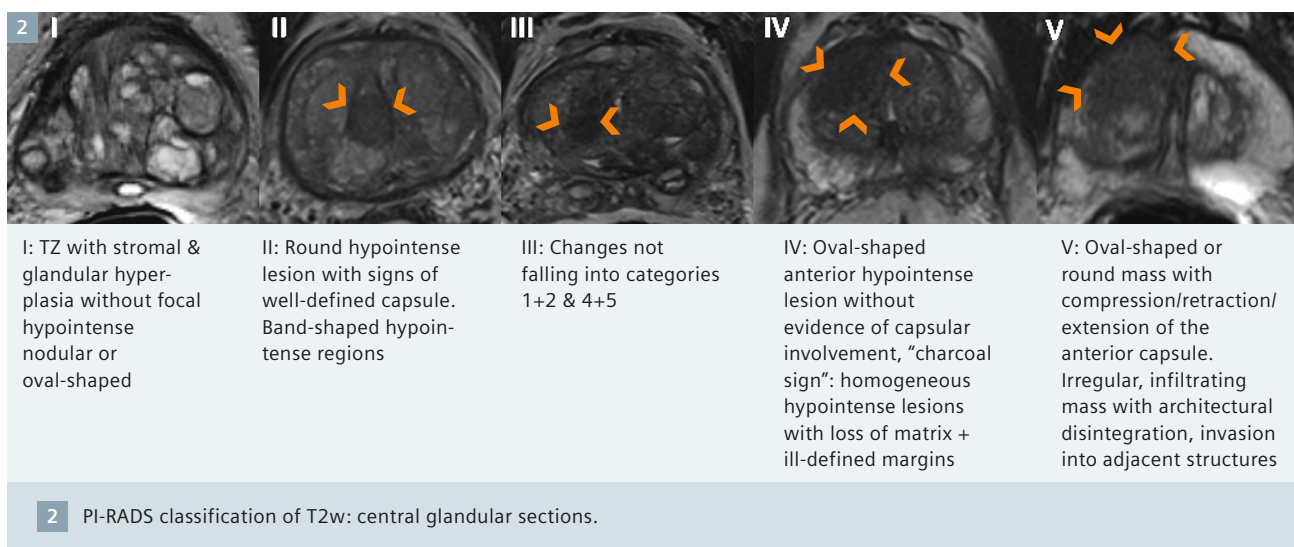 2
I
II
III
IV
V
I: TZ with stromal &
glandular hyper-
plasia without focal
hypointense
nodular or
oval-shaped
II: Round hypointense
lesion with signs of
well-defined capsule.
Band-shaped hypoin-
tense regions
III: Changes not
falling into categories
1+2 & 4+5
IV: Oval-shaped
anterior hypointense
lesion without
evidence of capsular
involvement, "charcoal
sign": homogeneous
hypointense lesions
with loss of matrix +
ill-defined margins
V: Oval-shaped or
round mass with
compression/retraction/
extension of the
anterior capsule.
Irregular, infiltrating
mass with architectural
disintegration, invasion
into adjacent structures
2 PI-RADS classification of T2w: central glandular sections.